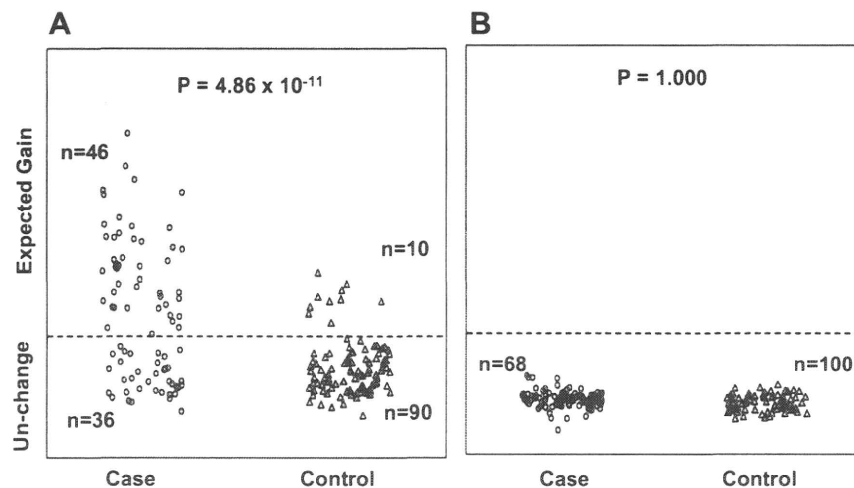 A
P = 4.86 x 10⁻¹¹
n=46
n=10
n=36
n=90
Expected Gain
Un-change
Case
Control
B
P = 1.000
n=68
n=100
Case
Control